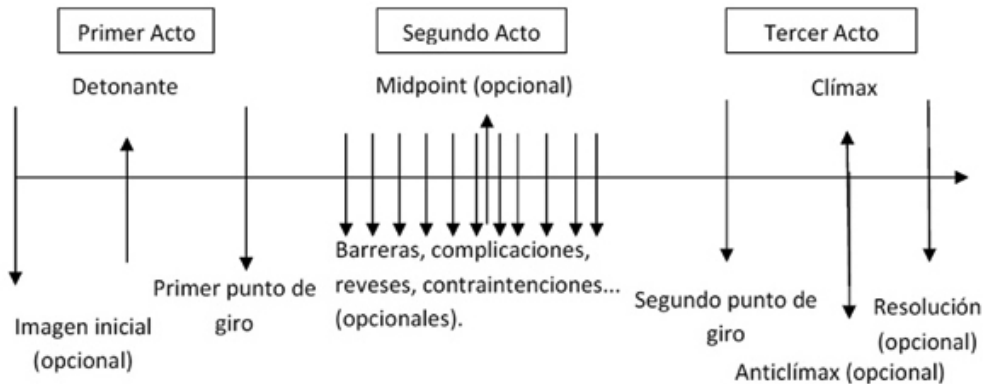 Primer Acto
Segundo Acto
Tercer Acto
Detonante
Midpoint (opcional)
Clímax
Imagen inicial
(opcional)
Primer punto de
giro
Barreras, complicaciones,
reveses, contraintenciones...
(opcionales).
Segundo punto de
giro
Anticlímax (opcional)
Resolución
(opcional)